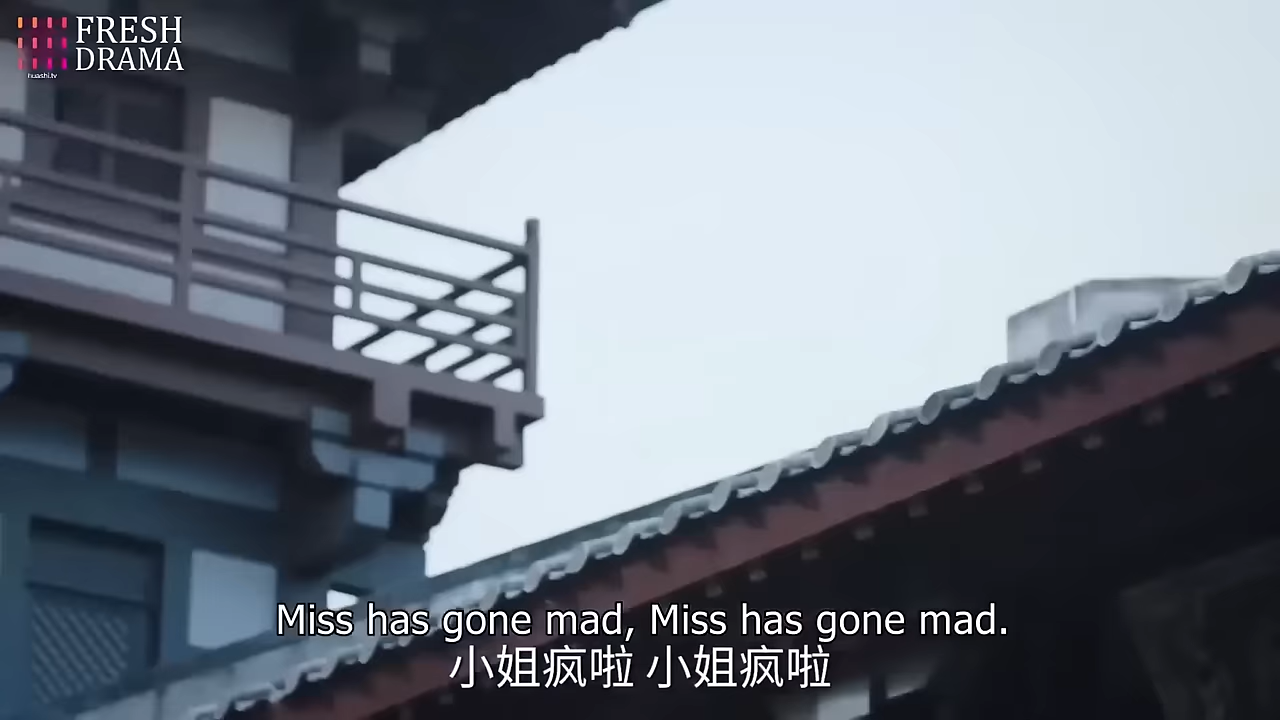 FRESH
DRAMA
huashi.tv
Miss has gone mad, Miss has gone mad.
小姐疯啦 小姐疯啦